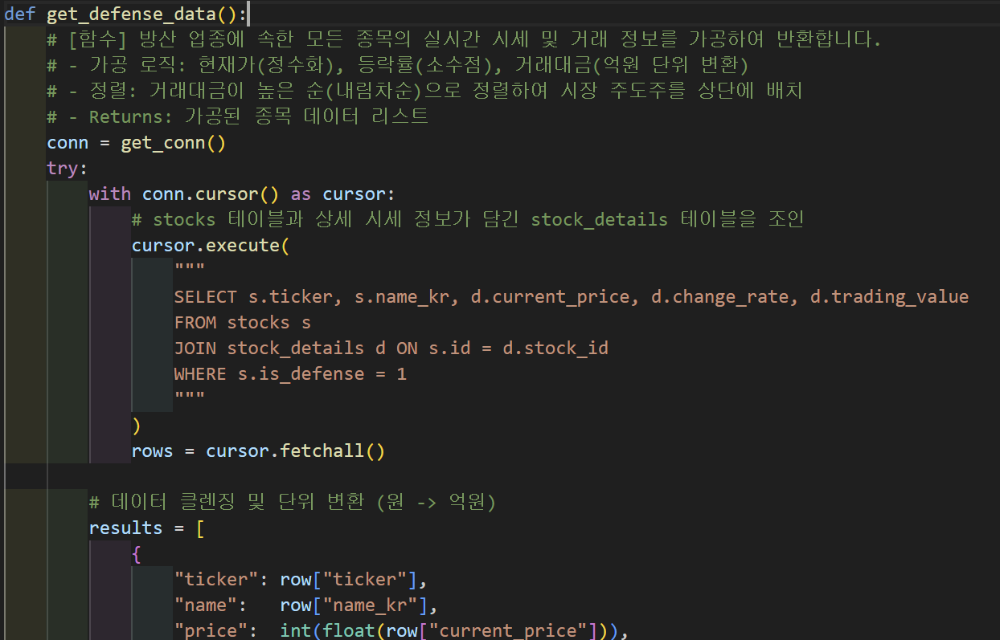 def get_defense_data():
# [함수] 방산 업종에 속한 모든 종목의 실시간 시세 및 거래 정보를 가공하여 반환합니다.
# - 가공 로직: 현재가(정수화), 등락률(소수점), 거래대금(억원 단위 변환)
# - 정렬: 거래대금이 높은 순(내림차순)으로 정렬하여 시장 주도주를 상단에 배치
# - Returns: 가공된 종목 데이터 리스트
conn = get_conn()
try:
with conn.cursor() as cursor:
# stocks 테이블과 상세 시세 정보가 담긴 stock_details 테이블을 조인
cursor.execute(
"""
SELECT s.ticker, s.name_kr, d.current_price, d.change_rate, d.trading_value
FROM stocks s
JOIN stock_details d ON s.id = d.stock_id
WHERE s.is_defense = 1
"""
)
rows = cursor.fetchall()
# 데이터 클렌징 및 단위 변환 (원 -> 억원)
results = [
{
"ticker": row["ticker"],
"name":   row["name_kr"],
"price":  int(float(row["current_price"])),